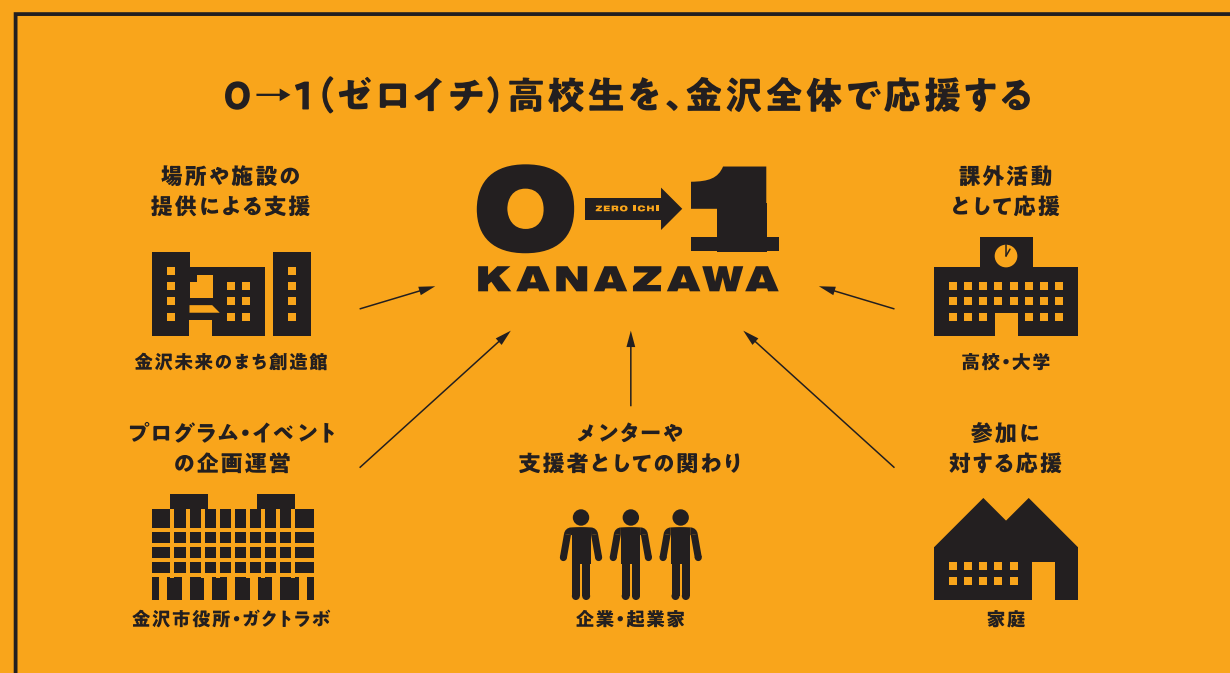 0→1(ゼロイチ)高校生を、金沢全体で応援する
場所や施設の
提供による支援
金沢未来のまち創造館
0 ZERO ICHI 1
KANAZAWA
課外活動
として応援
高校・大学
プログラム・イベント
の企画運営
金沢市役所・ガクトラボ
メンターや
支援者としての関わり
企業・起業家
参加に
対する応援
家庭